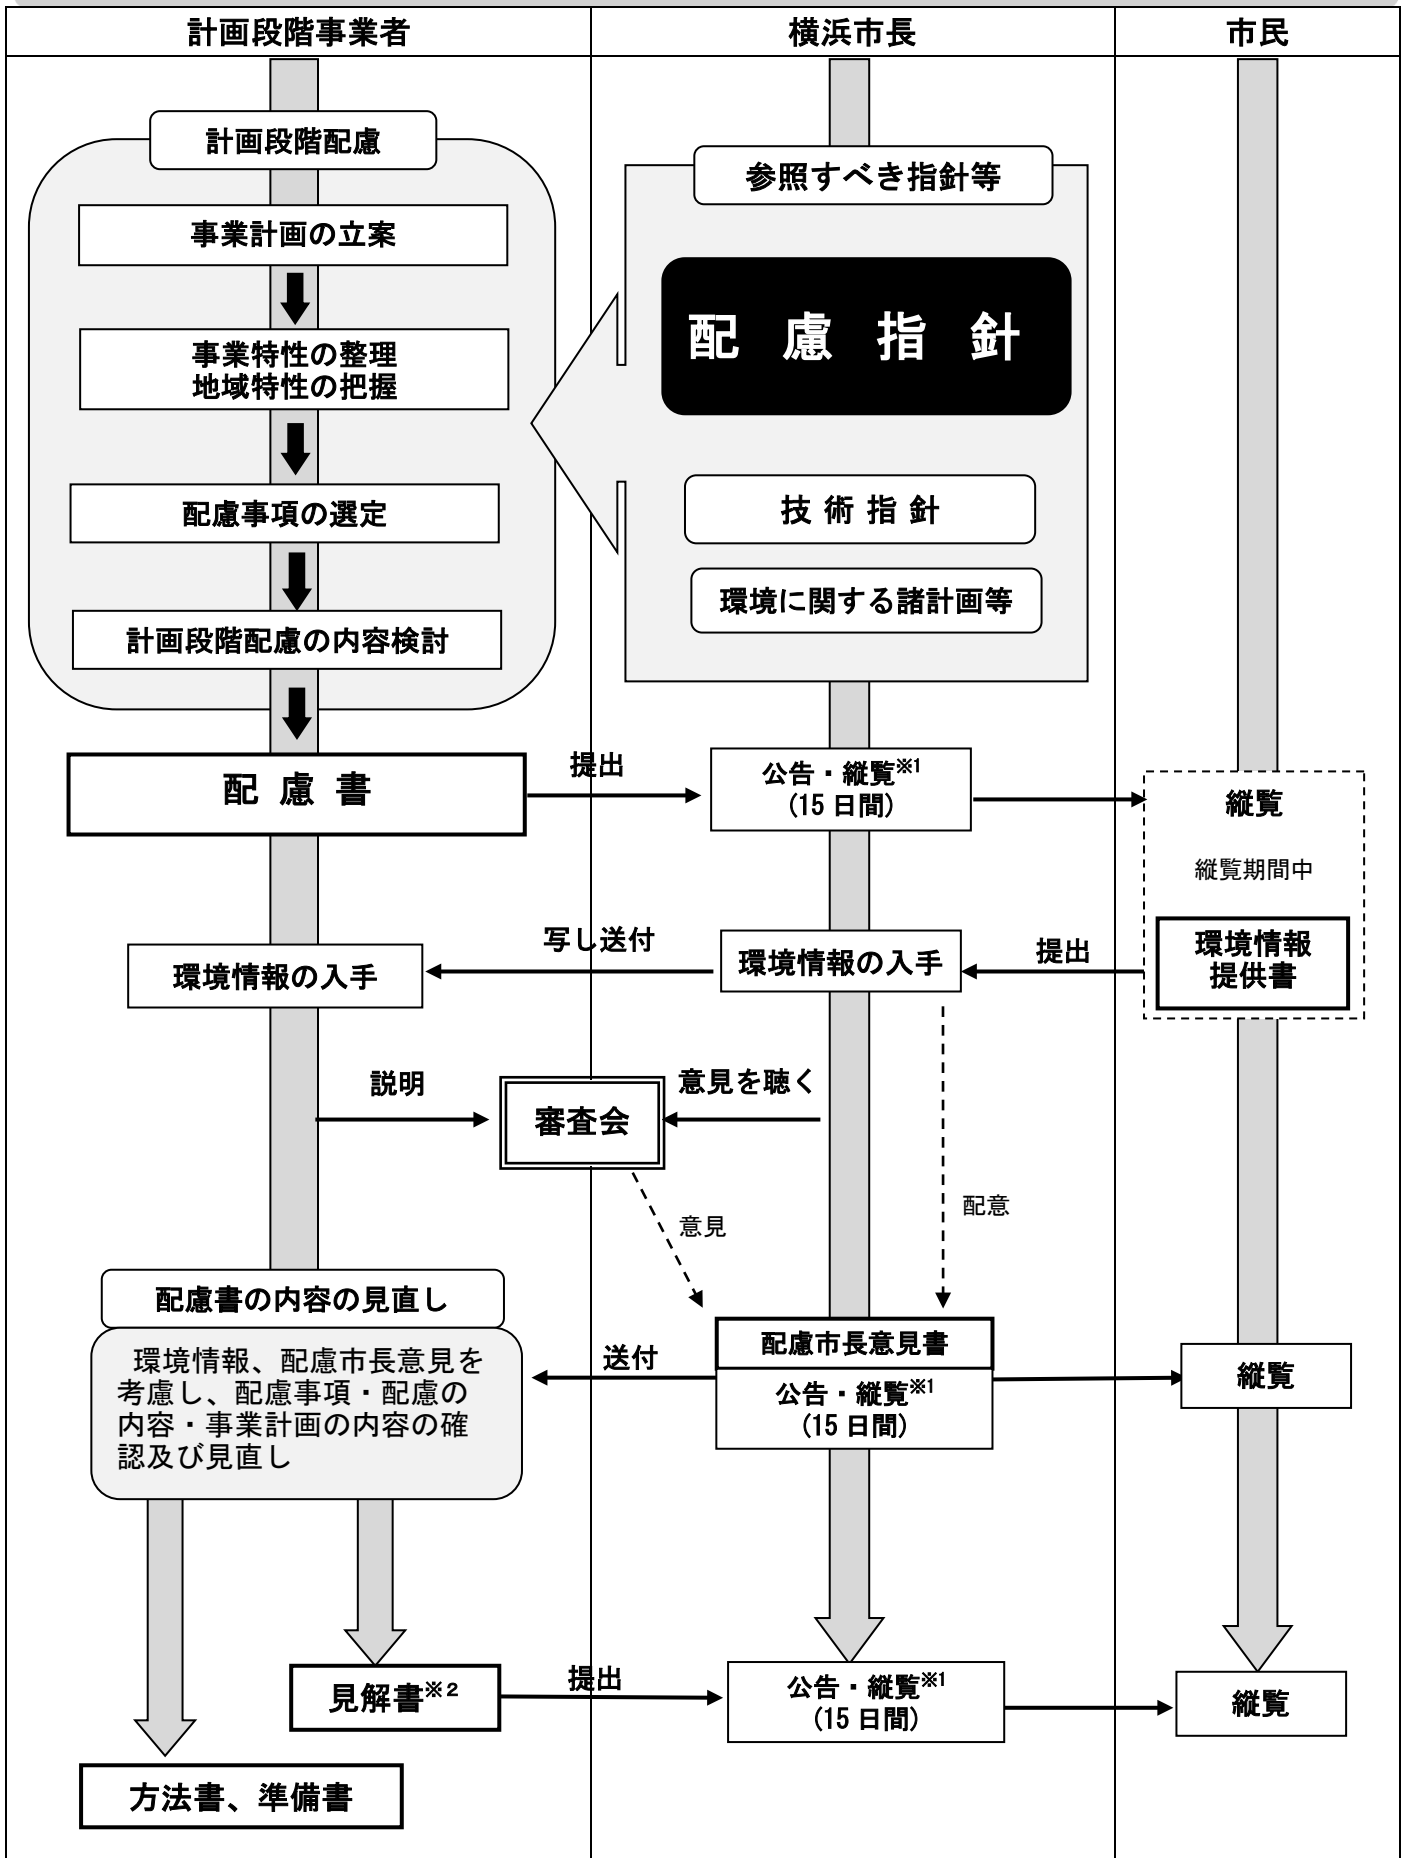 計画段階事業者
横浜市長
市民
計画段階配慮
事業計画の立案
事業特性の整理
地域特性の把握
配慮事項の選定
計画段階配慮の内容検討
参照すべき指針等
配慮指針
技術指針
環境に関する諸計画等
配慮書
提出
公告・縦覧※1
(15日間)
縦覧
縦覧期間中
環境情報
提供書
提出
環境情報の入手
写し送付
環境情報の入手
説明
審査会
意見を聴く
意見
配意
配慮書の内容の見直し
環境情報、配慮市長意見を
考慮し、配慮事項・配慮の
内容・事業計画の内容の確
認及び見直し
送付
配慮市長意見書
公告・縦覧※1
(15日間)
縦覧
見解書※2
提出
公告・縦覧※1
(15日間)
縦覧
方法書、準備書